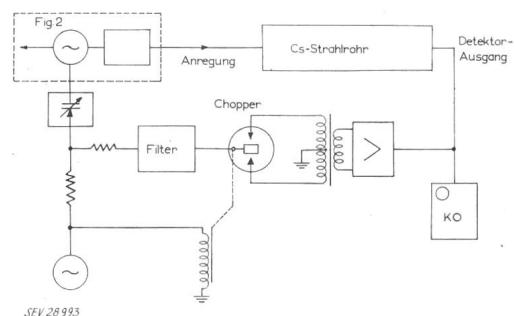 Fig. 2
Anregung
Cs-Strahlrohr
Detektor-
Ausgang
Chopper
Filter
KO
SEV 28993